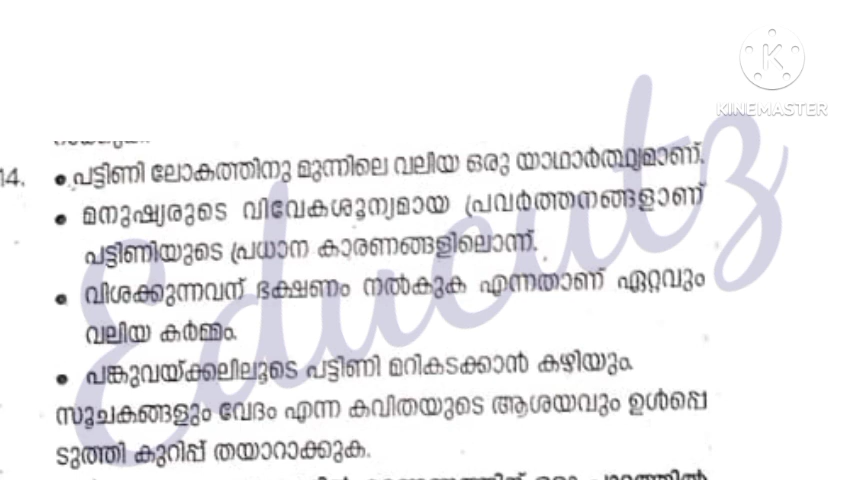 KINEMASTER
14. • പട്ടിണി ലോകത്തിനു മുന്നിലെ വലിയ ഒരു യാഥാർത്ഥ്യമാണ്.
• മനുഷ്യരുടെ വിവേകശൂന്യമായ പ്രവർത്തനങ്ങളാണ്
പട്ടിണിയുടെ പ്രധാന കാരണങ്ങളിലൊന്ന്.
• വിശക്കുന്നവന് ഭക്ഷണം നൽകുക എന്നതാണ് ഏറ്റവും
വലിയ കർമ്മം.
• പങ്കുവയ്ക്കലിലൂടെ പട്ടിണി മറികടക്കാൻ കഴിയും.
സൂചകങ്ങളും വേദം എന്ന കവിതയുടെ ആശയവും ഉൾപ്പെ
ടുത്തി കുറിപ്പ് തയാറാക്കുക.
Educutz